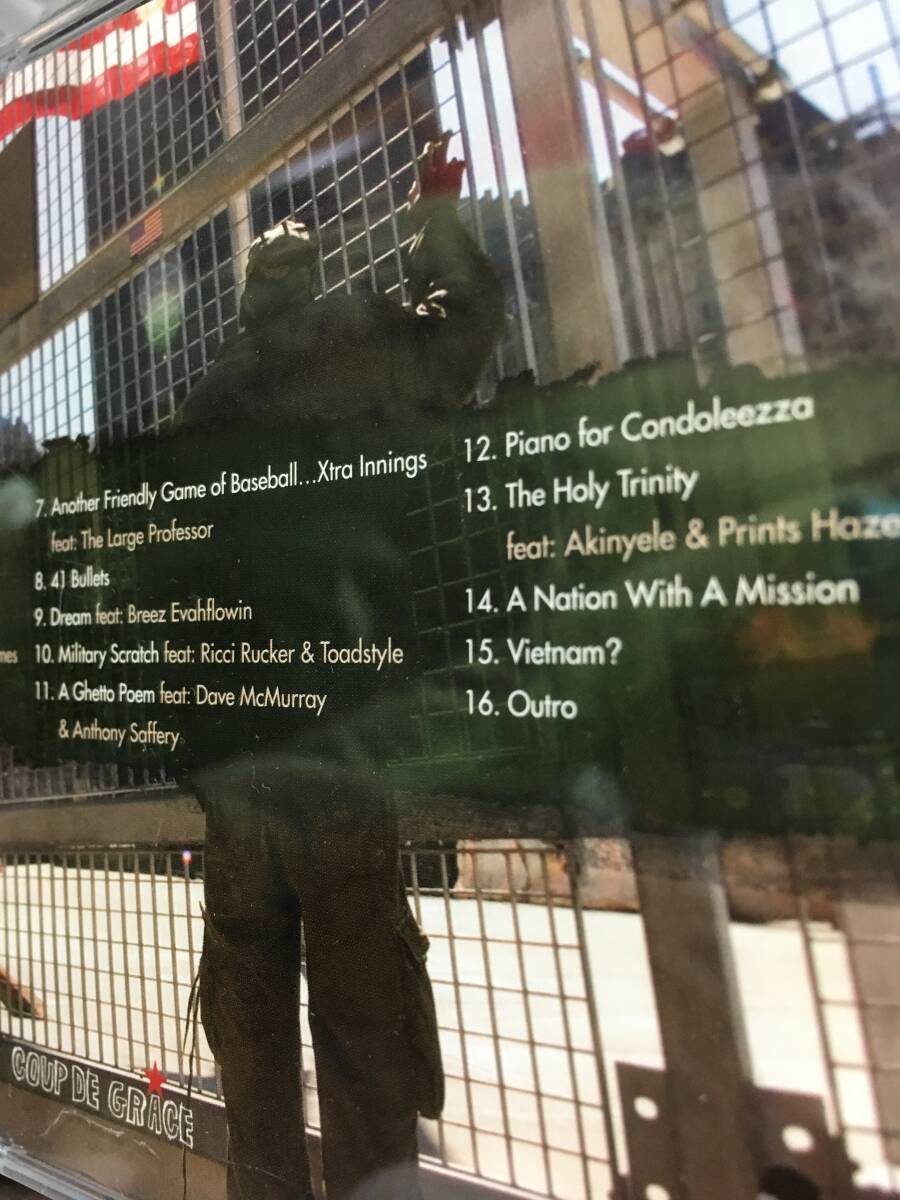 7. Another Friendly Game of Baseball...Xtra Innings
feat: The Large Professor
8. 41 Bullets
9. Dream feat: Breez Evahflowin
mes
10. Military Scratch feat: Ricci Rucker & Toadstyle
11. A Ghetto Poem feat: Dave McMurray
& Anthony Saffery
12. Piano for Condoleezza
13. The Holy Trinity
feat: Akinyele & Prints Haze
14. A Nation With A Mission
15. Vietnam?
16. Outro
COUP DE GRACE